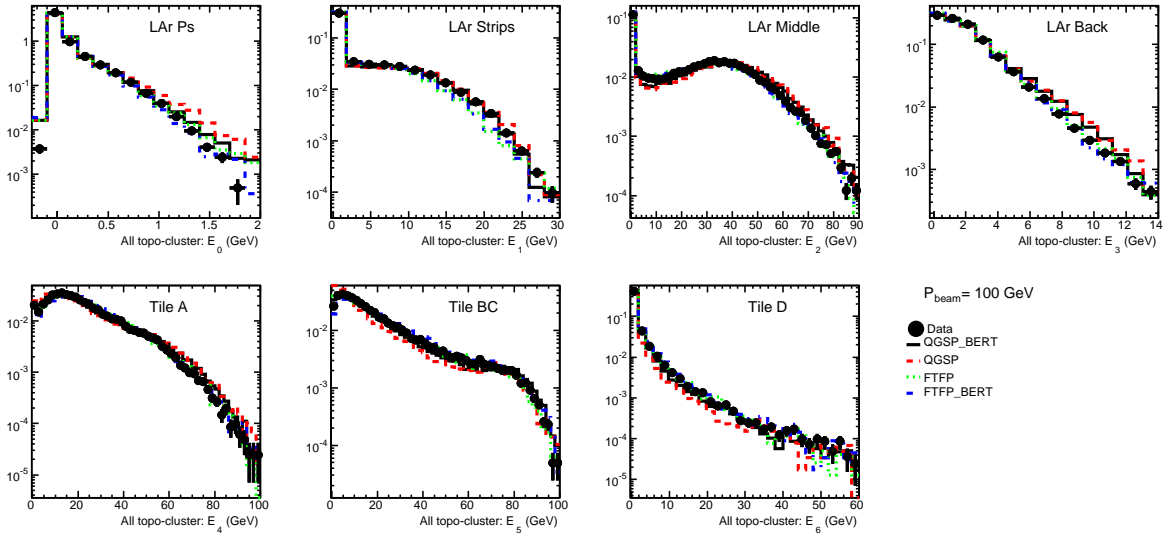 LAr Ps
1
10⁻¹
10⁻²
10⁻³
0 0.5 1 1.5 2
All topo-cluster: E₀ (GeV)
LAr Strips
10⁻¹
10⁻²
10⁻³
10⁻⁴
0 5 10 15 20 25 30
All topo-cluster: E₁ (GeV)
LAr Middle
10⁻¹
10⁻²
10⁻³
10⁻⁴
0 10 20 30 40 50 60 70 80 90
All topo-cluster: E₂ (GeV)
LAr Back
10⁻¹
10⁻²
10⁻³
0 2 4 6 8 10 12 14
All topo-cluster: E₃ (GeV)
Tile A
10⁻²
10⁻³
10⁻⁴
10⁻⁵
0 20 40 60 80 100
All topo-cluster: E₄ (GeV)
Tile BC
10⁻²
10⁻³
10⁻⁴
0 20 40 60 80 100
All topo-cluster: E₅ (GeV)
Tile D
10⁻¹
10⁻²
10⁻³
10⁻⁴
10⁻⁵
0 10 20 30 40 50 60
All topo-cluster: E₆ (GeV)
P_beam= 100 GeV
Data
QGSP_BERT
QGSP
FTFP
FTFP_BERT